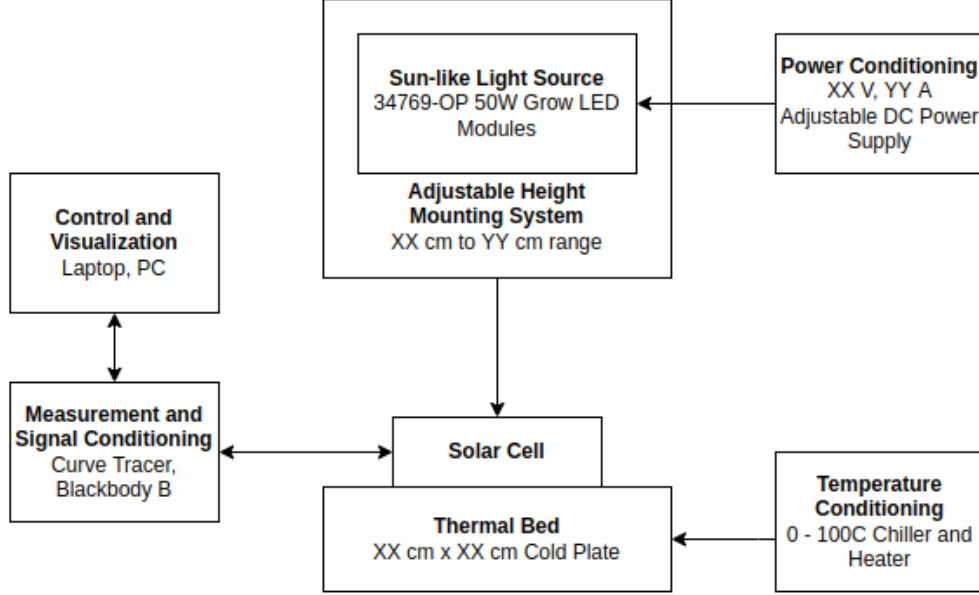 Sun-like Light Source
34769-OP 50W Grow LED
Modules
Adjustable Height
Mounting System
XX cm to YY cm range
Power Conditioning
XX V, YY A
Adjustable DC Power
Supply
Control and
Visualization
Laptop, PC
Measurement and
Signal Conditioning
Curve Tracer,
Blackbody B
Solar Cell
Thermal Bed
XX cm x XX cm Cold Plate
Temperature
Conditioning
0 - 100C Chiller and
Heater